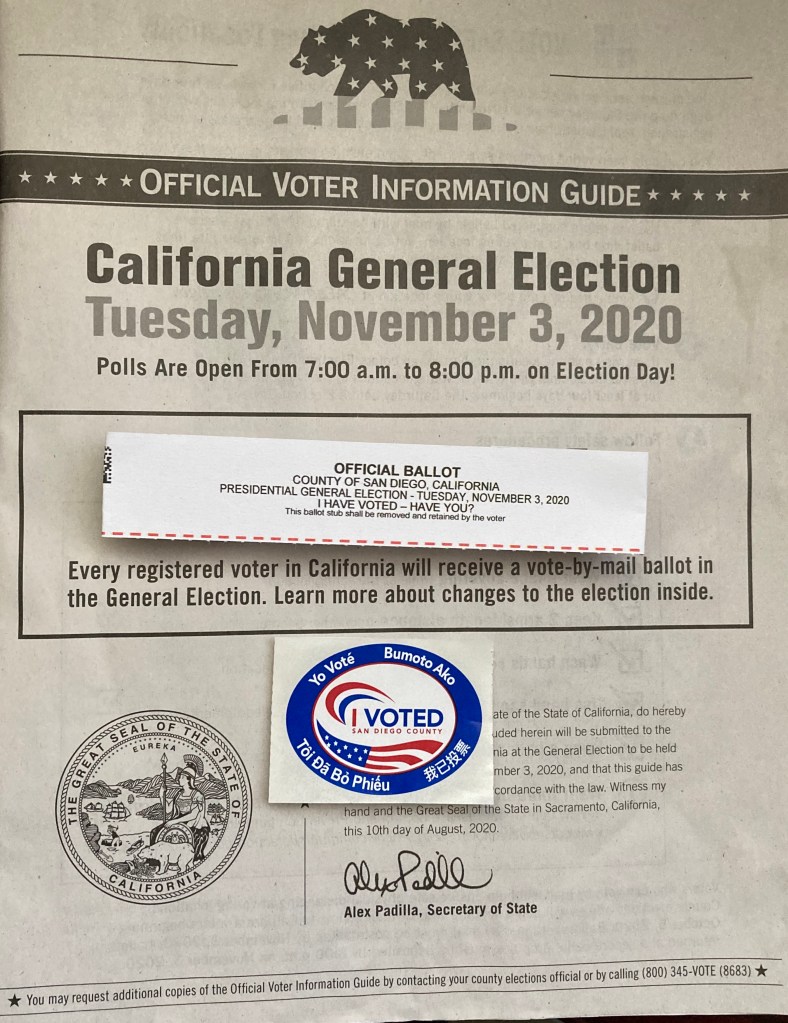 OFFICIAL VOTER INFORMATION GUIDE
California General Election
Tuesday, November 3, 2020
Polls Are Open From 7:00 a.m. to 8:00 p.m. on Election Day!
OFFICIAL BALLOT
COUNTY OF SAN DIEGO, CALIFORNIA
PRESIDENTIAL GENERAL ELECTION - TUESDAY, NOVEMBER 3, 2020
I HAVE VOTED – HAVE YOU?
This ballot stub shall be removed and retained by the voter
Every registered voter in California will receive a vote-by-mail ballot in
the General Election. Learn more about changes to the election inside.
Yo Voté
Bumoto Ako
I VOTED
SAN DIEGO COUNTY
Tôi Đã Bỏ Phiếu
我已投票
THE GREAT SEAL OF THE STATE OF
EUREKA
CALIFORNIA
ate of the State of California, do hereby
uded herein will be submitted to the
nia at the General Election to be held
mber 3, 2020, and that this guide has
cordance with the law. Witness my
hand and the Great Seal of the State in Sacramento, California,
this 10th day of August, 2020.
Alex Padilla
Alex Padilla, Secretary of State
You may request additional copies of the Official Voter Information Guide by contacting your county elections official or by calling (800) 345-VOTE (8683)